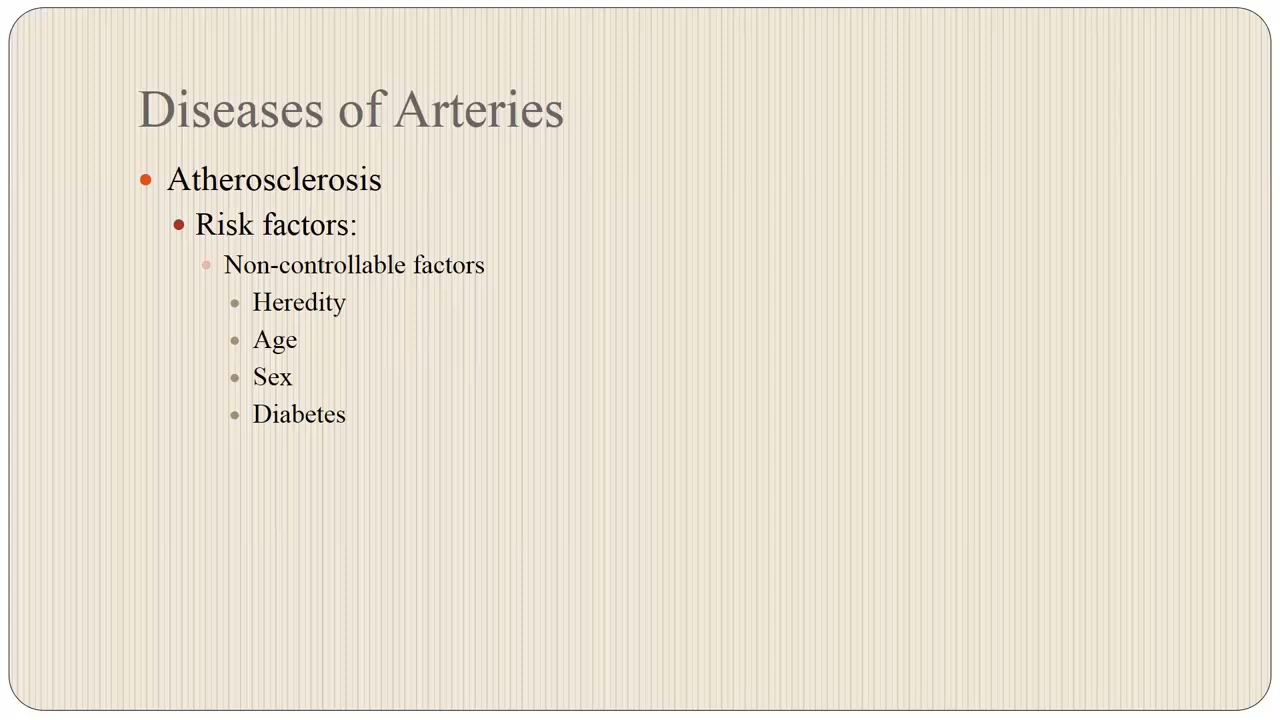 Diseases of Arteries
Atherosclerosis
Risk factors:
Non-controllable factors
Heredity
Age
Sex
Diabetes